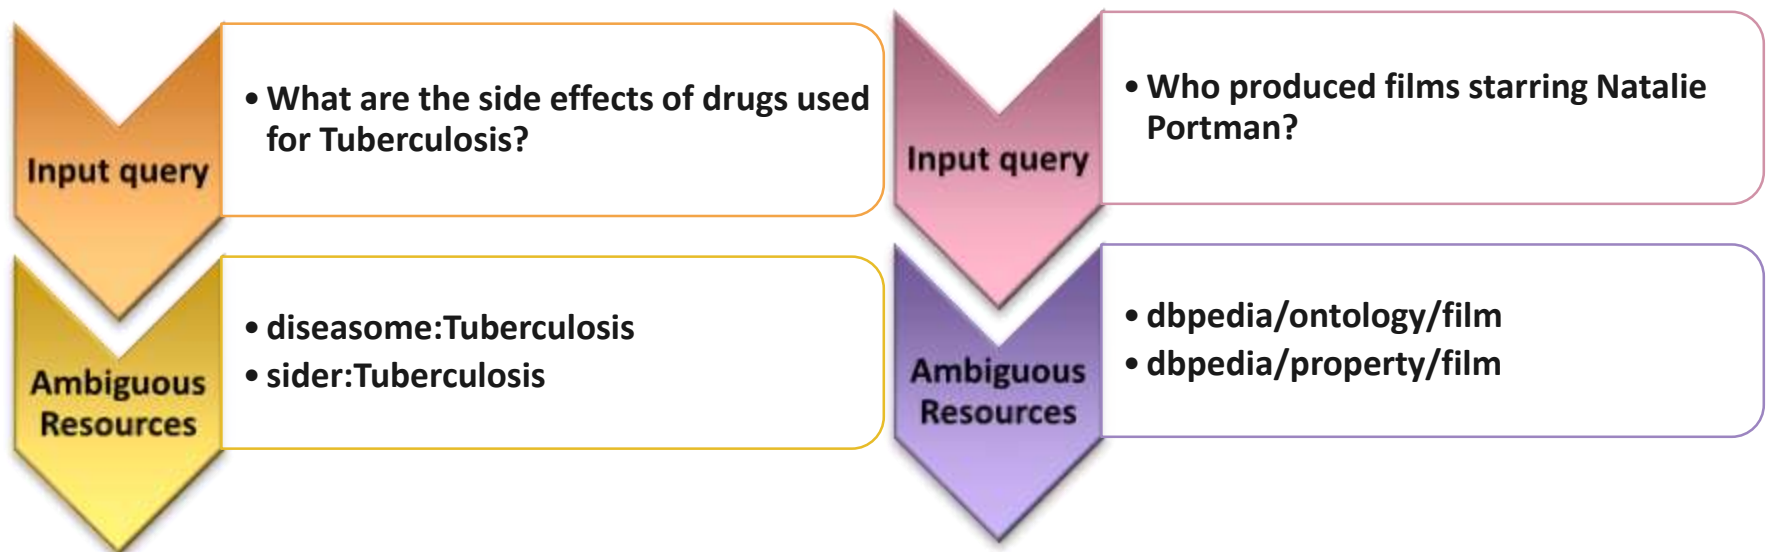 Input query
• What are the side effects of drugs used
for Tuberculosis?
Ambiguous
Resources
• diseasome:Tuberculosis
• sider:Tuberculosis
Input query
• Who produced films starring Natalie
Portman?
Ambiguous
Resources
• dbpedia/ontology/film
• dbpedia/property/film